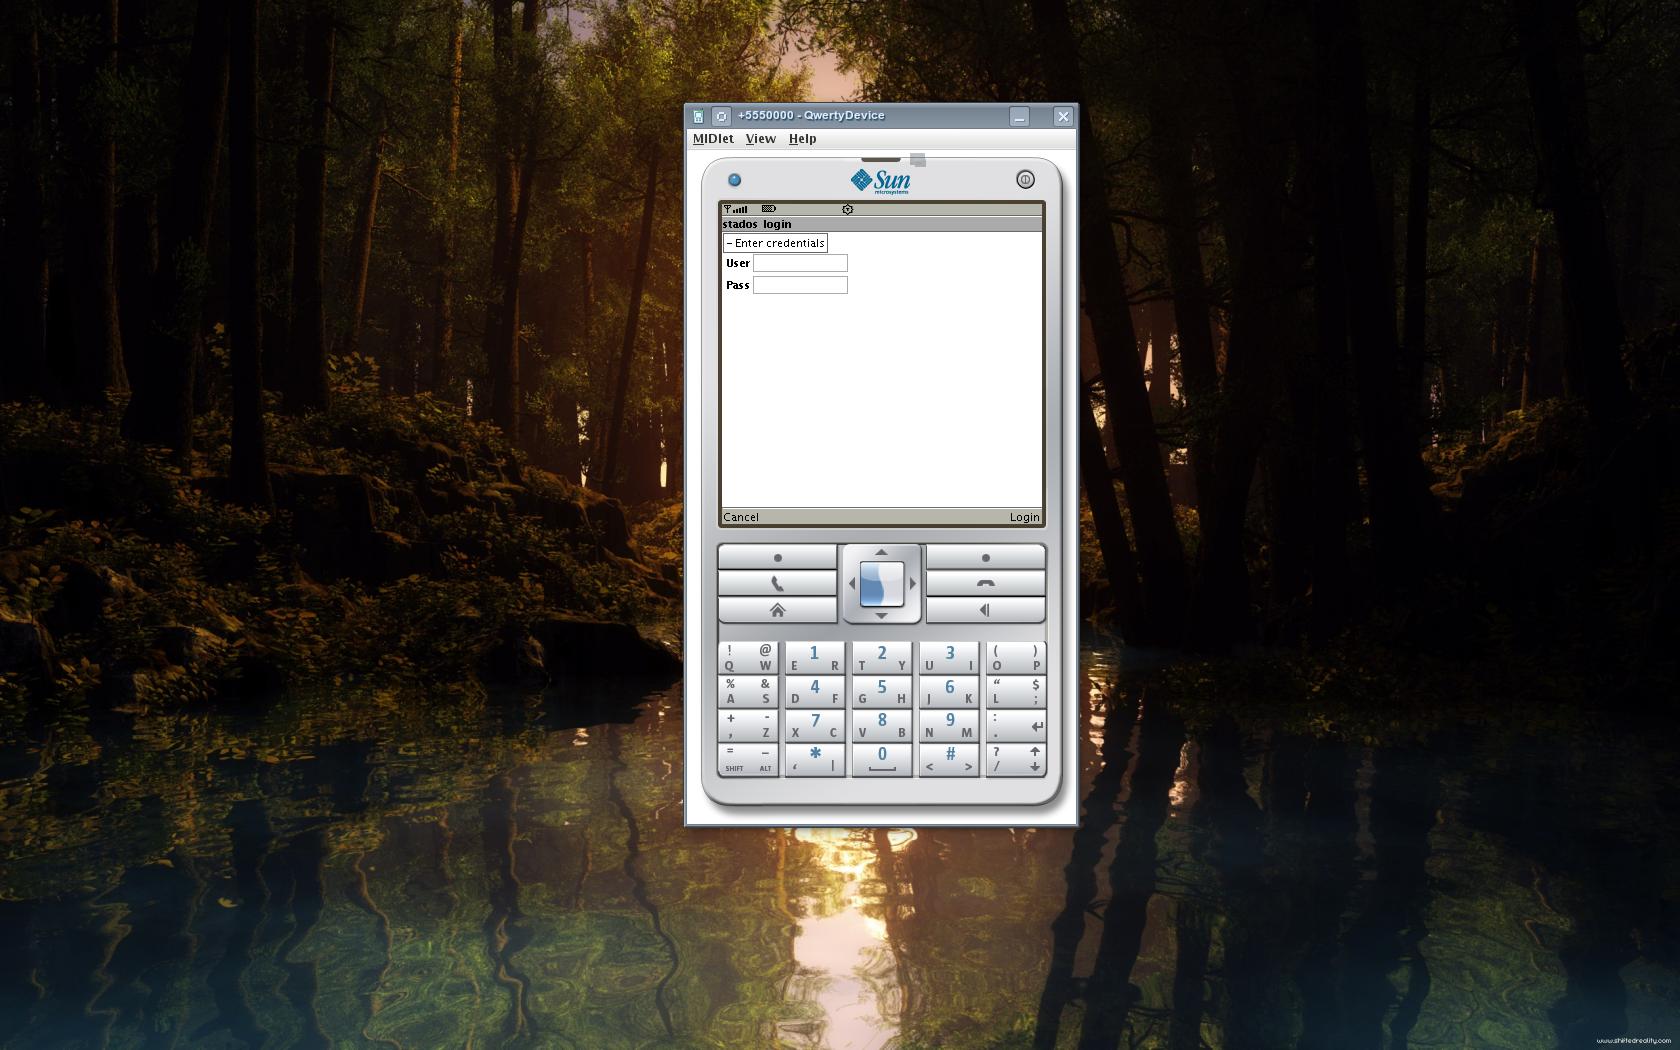 +5550000 - QwertyDevice
MIDlet View Help
Sun
microsystems
stados login
- Enter credentials
User
Pass
Cancel Login
! @ 1 2 3 ( )
Q W E R T Y U I O P
% & 4 5 6 “ $
A S D F G H J K L ;
+ - 7 8 9 :
, Z X C V B N M .
= – * 0 # ?
SHIFT ALT ‘ | < > /
www.shiftedreality.com